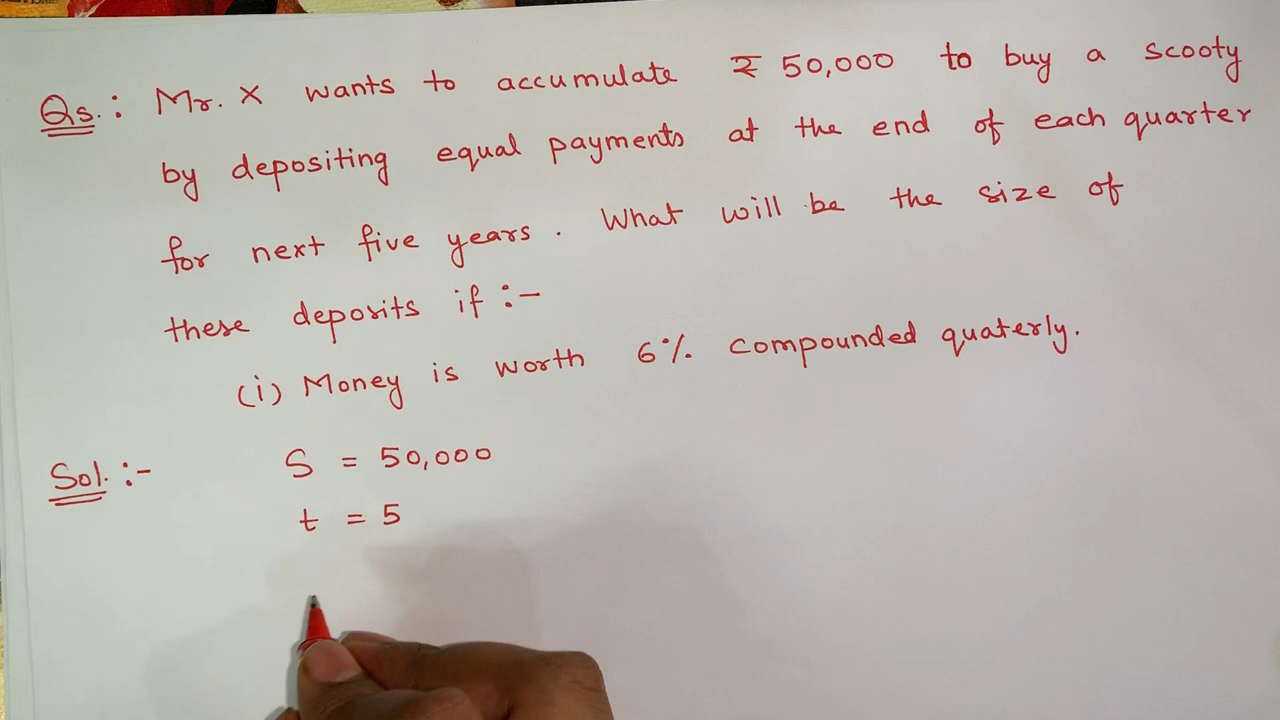 Qs. : Mr. X wants to accumulate ₹ 50,000 to buy a scooty
by depositing equal payments at the end of each quarter
for next five years. What will be the size of
these deposits if :-
(i) Money is worth 6% compounded quaterly.
Sol. :- S = 50,000
t = 5